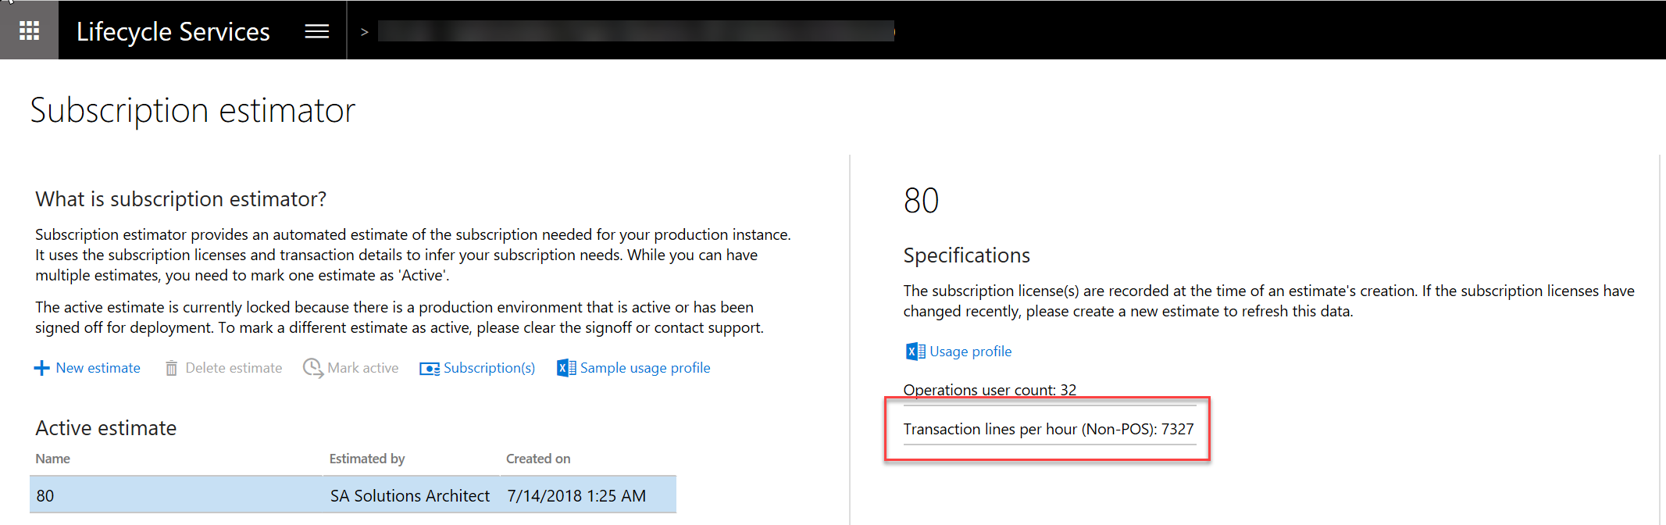 Lifecycle Services
>
Subscription estimator
What is subscription estimator?
Subscription estimator provides an automated estimate of the subscription needed for your production instance.
It uses the subscription licenses and transaction details to infer your subscription needs. While you can have
multiple estimates, you need to mark one estimate as 'Active'.
The active estimate is currently locked because there is a production environment that is active or has been
signed off for deployment. To mark a different estimate as active, please clear the signoff or contact support.
New estimate Delete estimate Mark active Subscription(s) Sample usage profile
Active estimate
Name Estimated by Created on
80 SA Solutions Architect 7/14/2018 1:25 AM
80
Specifications
The subscription license(s) are recorded at the time of an estimate's creation. If the subscription licenses have
changed recently, please create a new estimate to refresh this data.
Usage profile
Operations user count: 32
Transaction lines per hour (Non-POS): 7327